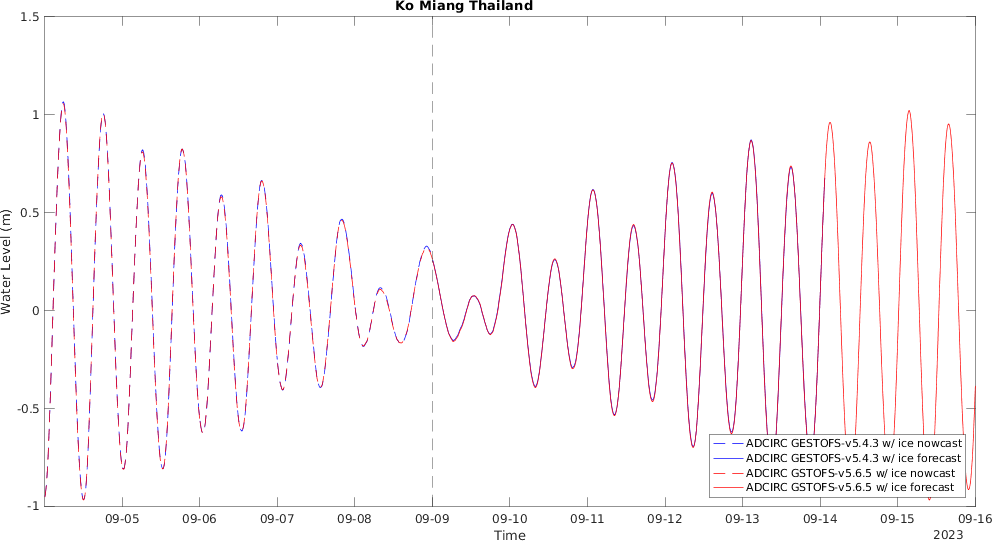 Ko Miang Thailand
1.5
1
0.5
0
-0.5
-1
Water Level (m)
ADCIRC GESTOFS-v5.4.3 w/ ice nowcast
ADCIRC GESTOFS-v5.4.3 w/ ice forecast
ADCIRC GSTOFS-v5.6.5 w/ ice nowcast
ADCIRC GSTOFS-v5.6.5 w/ ice forecast
09-05 09-06 09-07 09-08 09-09 09-10 09-11 09-12 09-13 09-14 09-15 09-16
Time
2023